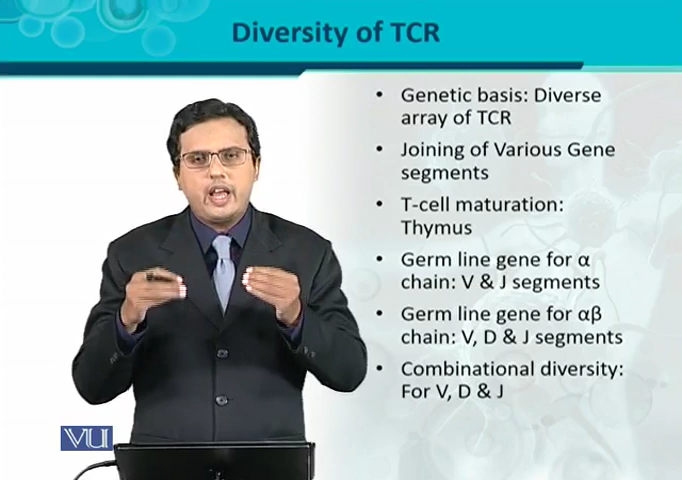 Diversity of TCR
• Genetic basis: Diverse
array of TCR
• Joining of Various Gene
segments
• T-cell maturation:
Thymus
• Germ line gene for α
chain: V & J segments
• Germ line gene for αβ
chain: V, D & J segments
• Combinational diversity:
For V, D & J
VU